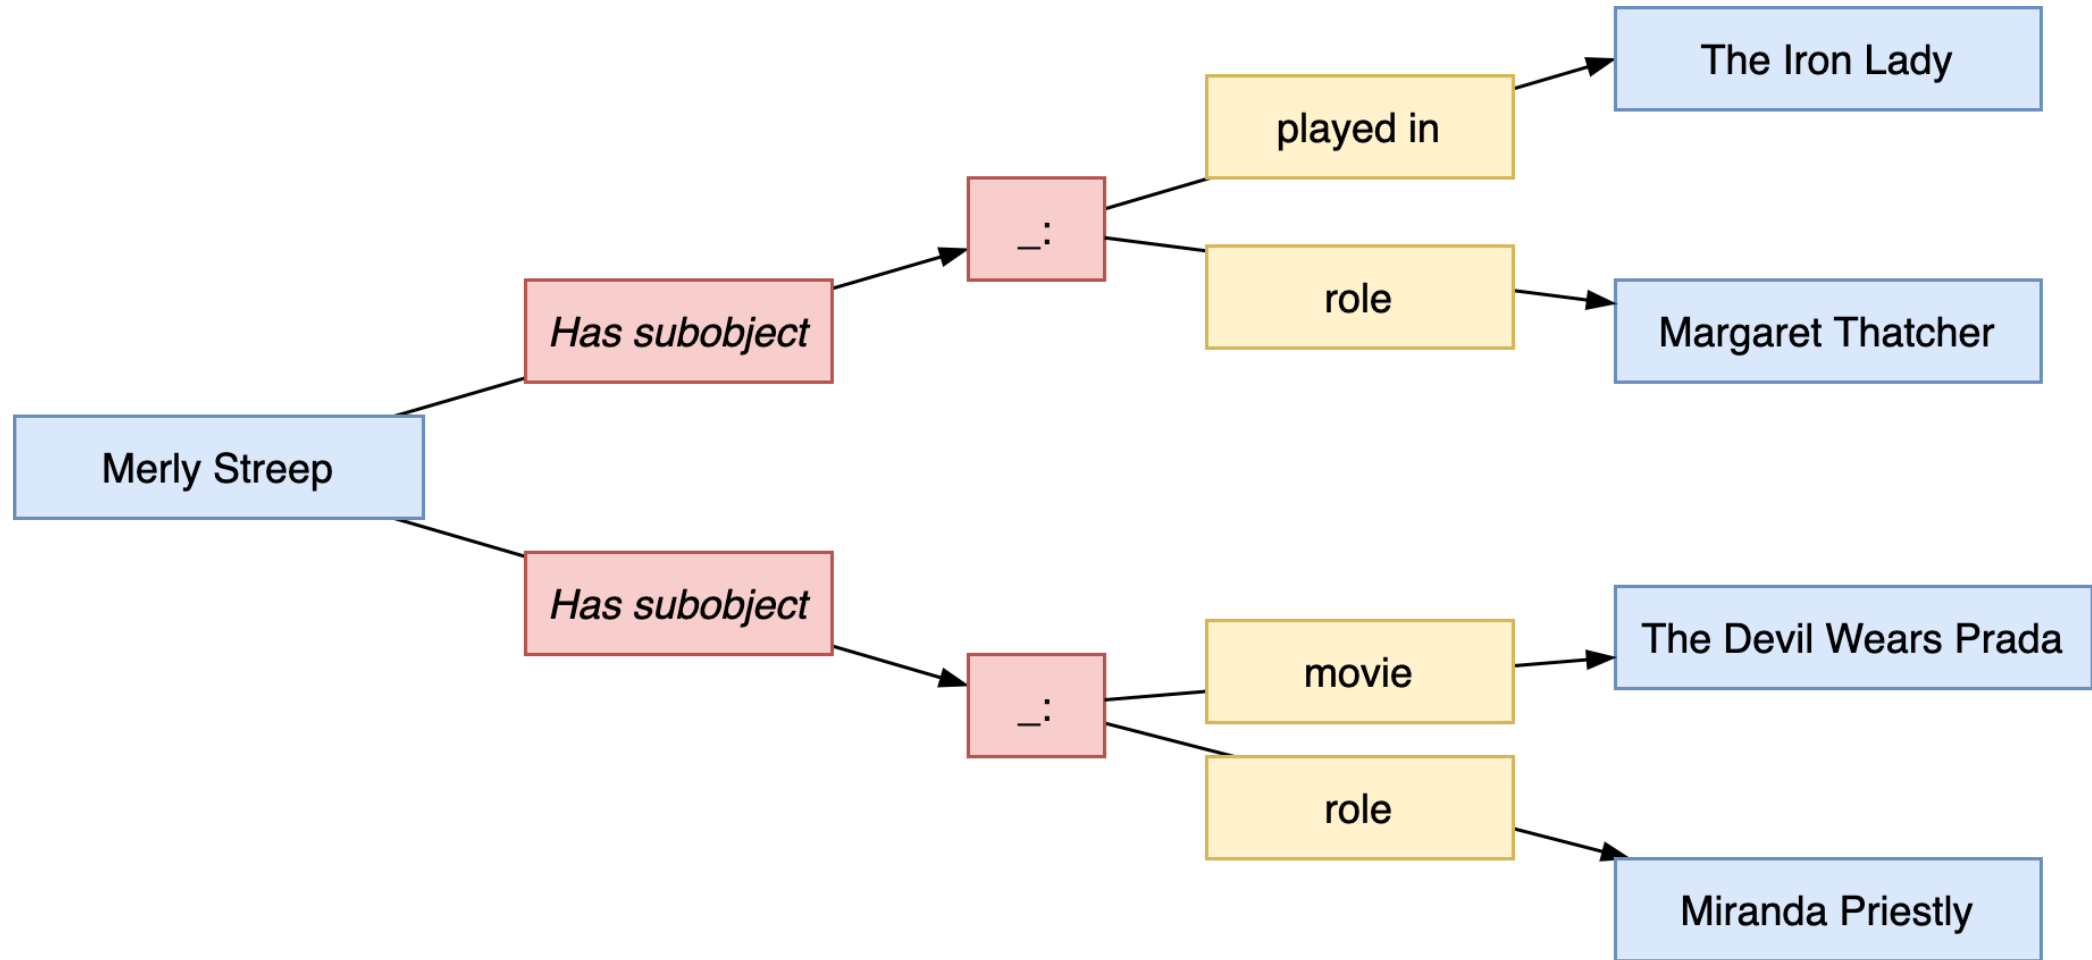 The Iron Lady
played in
_:
role
Margaret Thatcher
Has subobject
Merly Streep
Has subobject
_:
movie
The Devil Wears Prada
role
Miranda Priestly